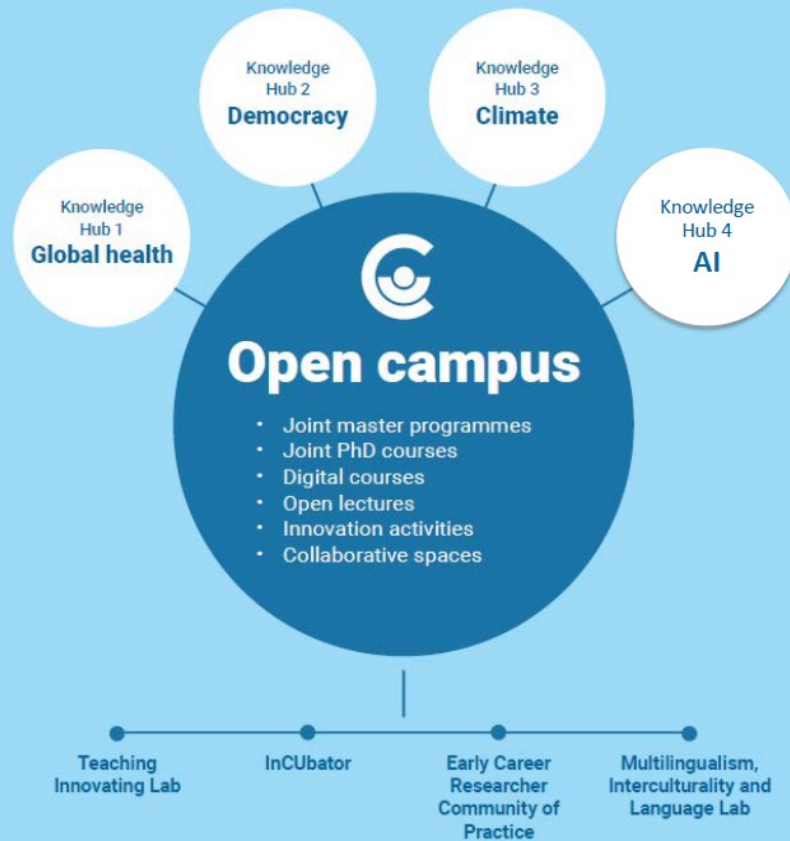 Knowledge
Hub 2
Democracy
Knowledge
Hub 3
Climate
Knowledge
Hub 1
Global health
Knowledge
Hub 4
AI
Open campus
• Joint master programmes
• Joint PhD courses
• Digital courses
• Open lectures
• Innovation activities
• Collaborative spaces
Teaching
Innovating Lab
InCUbator
Early Career
Researcher
Community of
Practice
Multilingualism,
Interculturality and
Language Lab